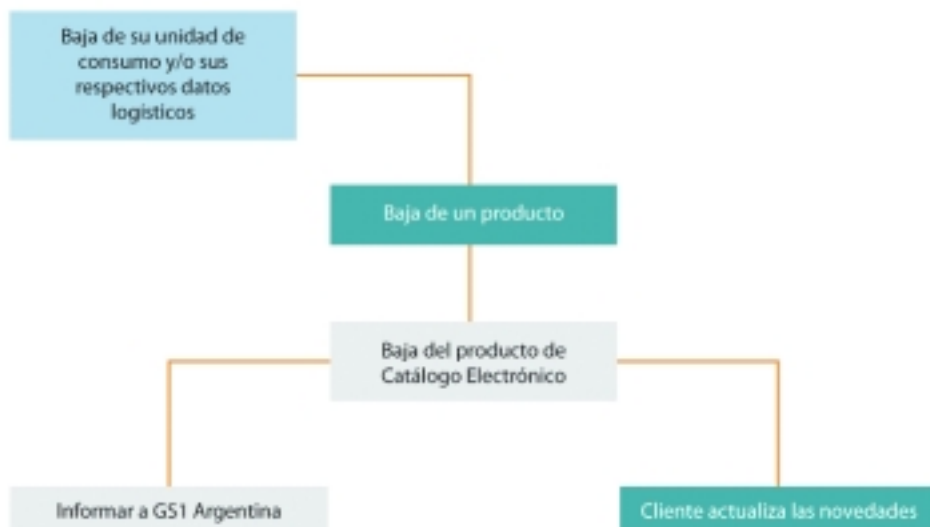 Baja de su unidad de
consumo y/o sus
respectivos datos
logísticos
Baja de un producto
Baja del producto de
Catálogo Electrónico
Informar a GS1 Argentina
Cliente actualiza las novedades